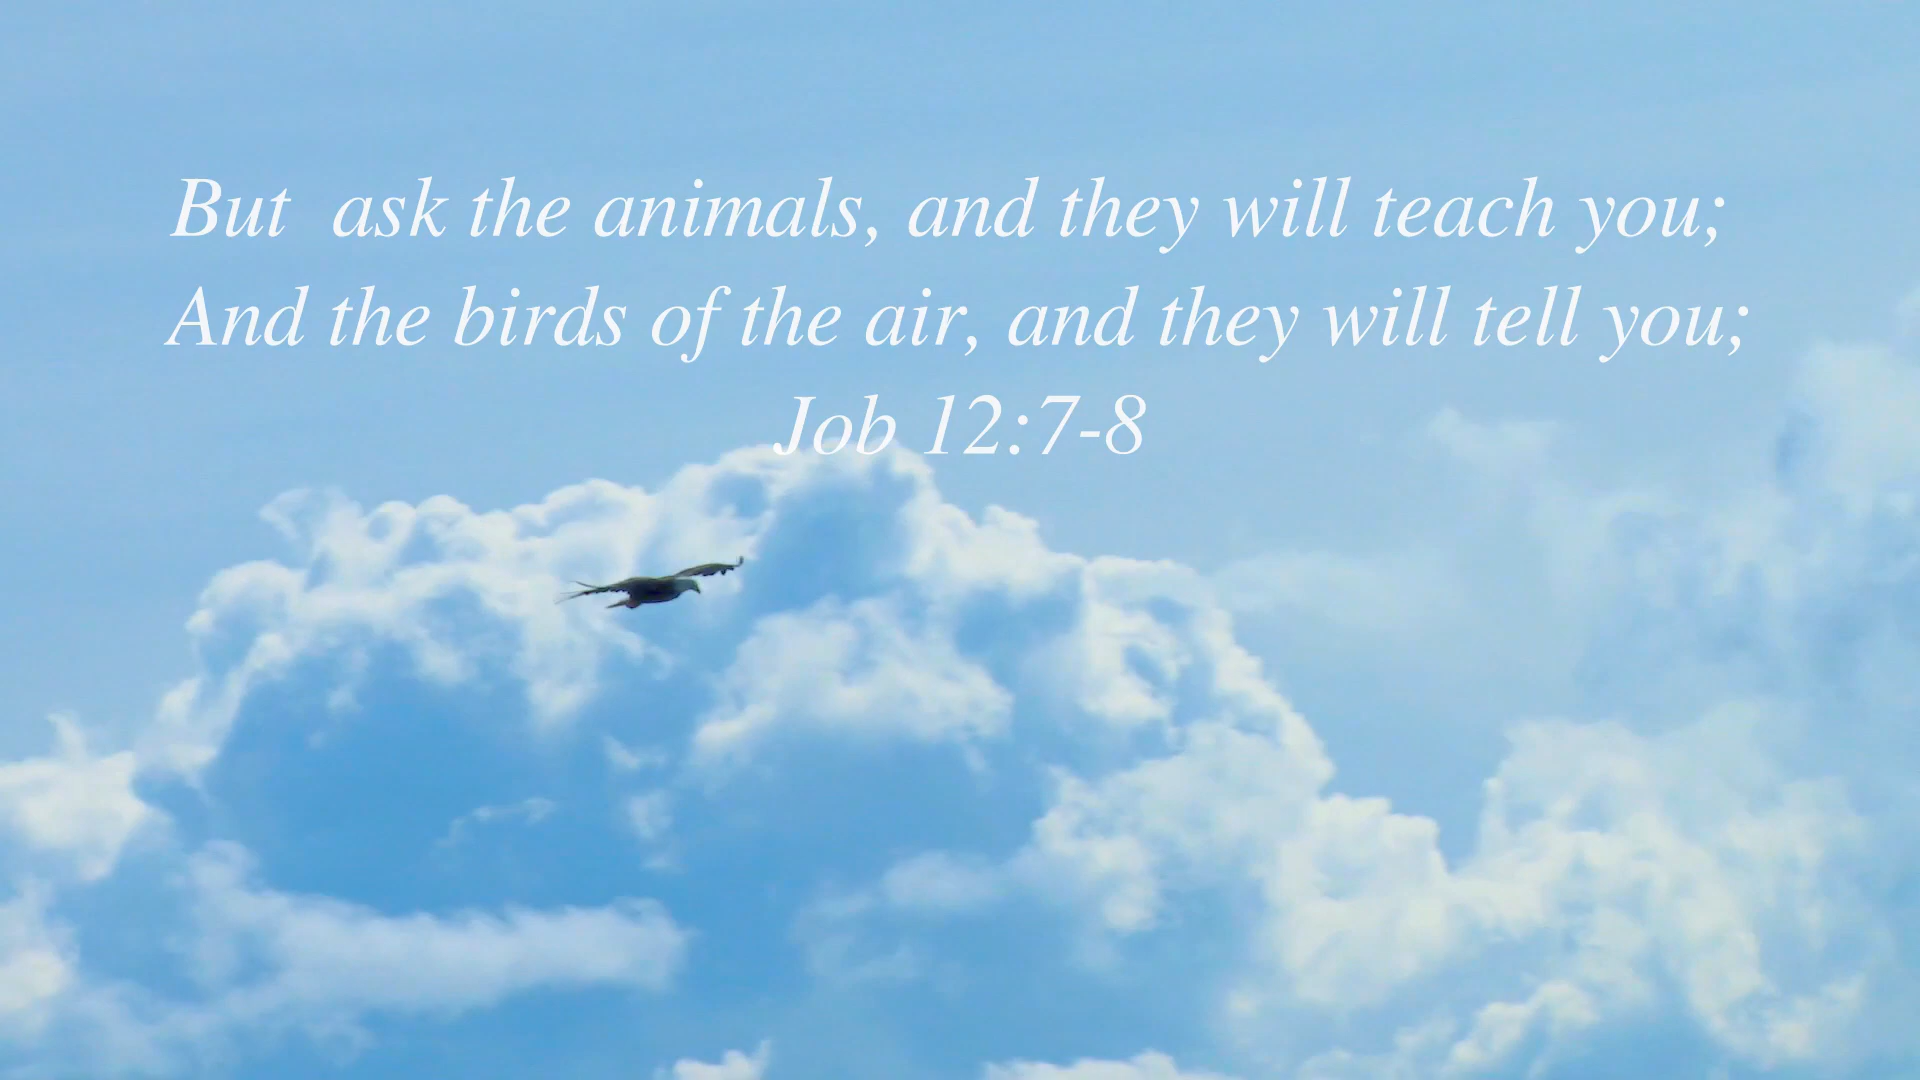 But  ask the animals, and they will teach you;
And the birds of the air, and they will tell you;
Job 12:7-8